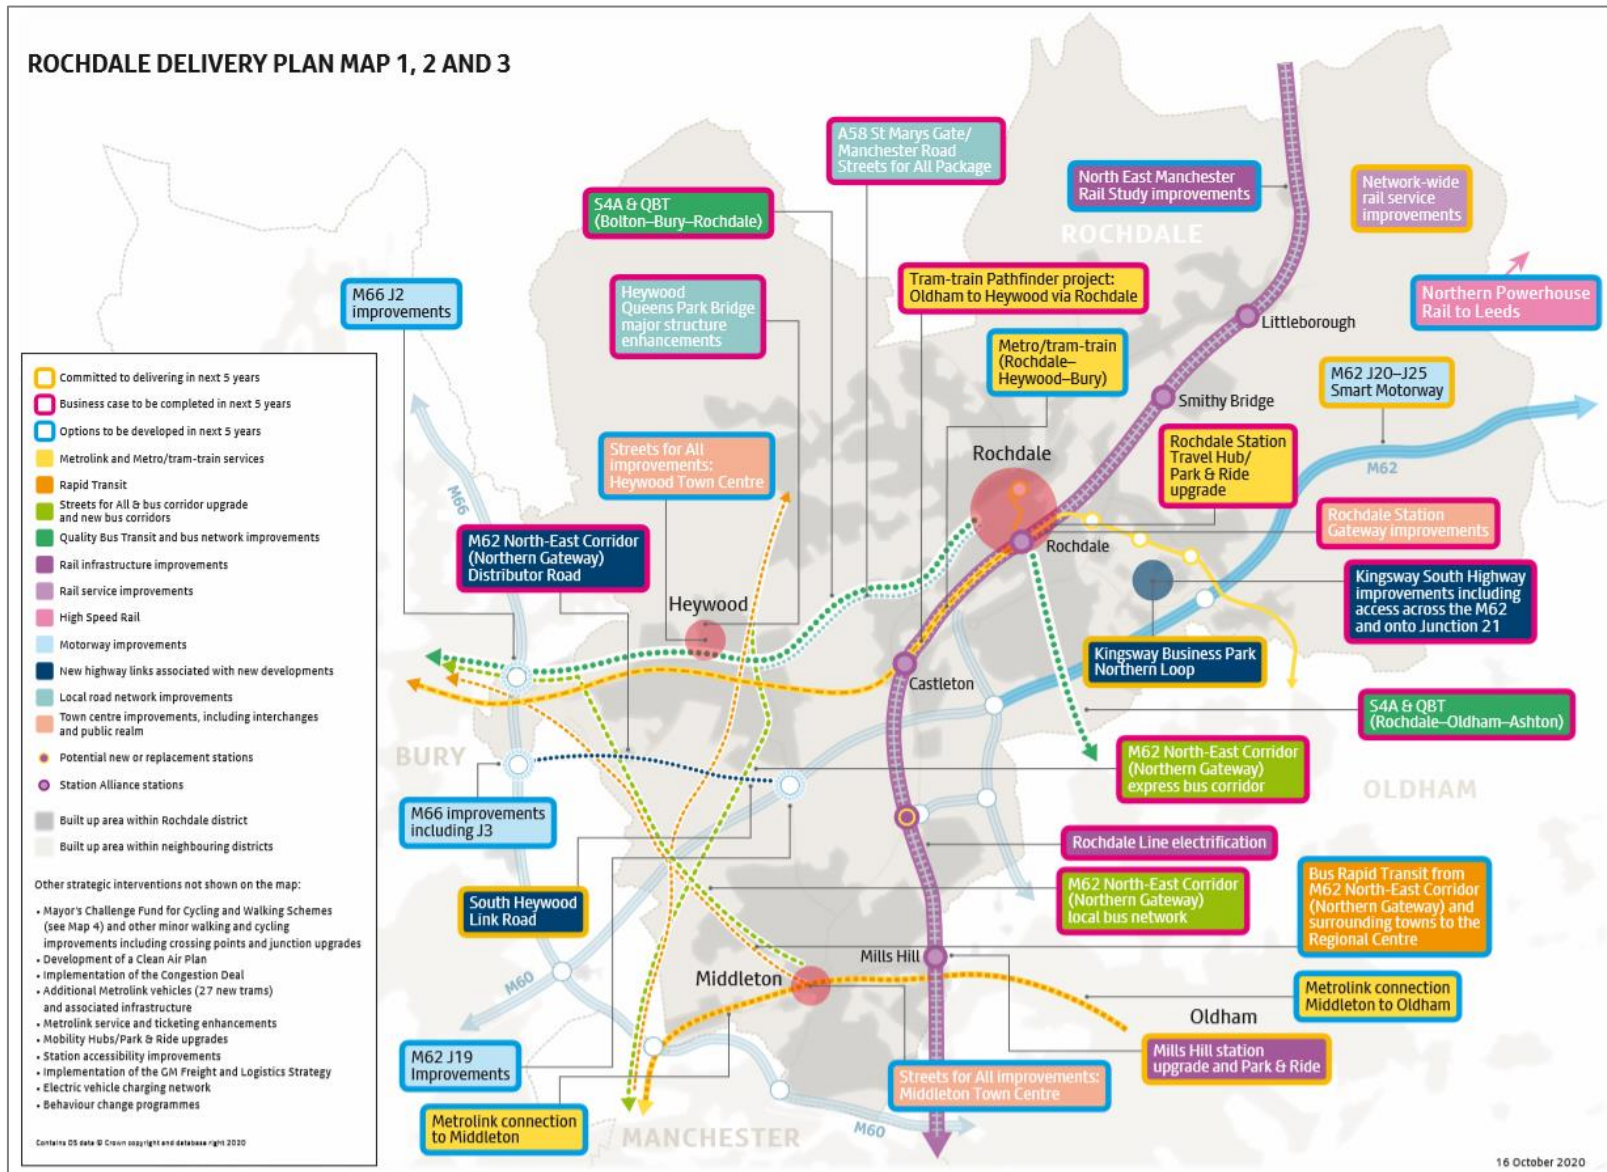 ROCHDALE DELIVERY PLAN MAP 1, 2 AND 3
A58 St Marys Gate/
Manchester Road
Streets for All Package
North East Manchester
Rail Study improvements
Network-wide
rail service
improvements
S4A & QBT
(Bolton–Bury–Rochdale)
ROCHDALE
Tram-train Pathfinder project:
Oldham to Heywood via Rochdale
M66 J2
improvements
Heywood
Queens Park Bridge
major structure
enhancements
Northern Powerhouse
Rail to Leeds
Littleborough
Metro/tram-train
(Rochdale–
Heywood–Bury)
M62 J20–J25
Smart Motorway
Smithy Bridge
Committed to delivering in next 5 years
Business case to be completed in next 5 years
Options to be developed in next 5 years
Metrolink and Metro/tram-train services
Rapid Transit
Streets for All & bus corridor upgrade
and new bus corridors
Quality Bus Transit and bus network improvements
Rail infrastructure improvements
Rail service improvements
High Speed Rail
Motorway improvements
New highway links associated with new developments
Local road network improvements
Town centre improvements, including interchanges
and public realm
Potential new or replacement stations
Station Alliance stations
Built up area within Rochdale district
Built up area within neighbouring districts
Other strategic interventions not shown on the map:
• Mayor's Challenge Fund for Cycling and Walking Schemes
(see Map 4) and other minor walking and cycling
improvements including crossing points and junction upgrades
• Development of a Clean Air Plan
• Implementation of the Congestion Deal
• Additional Metrolink vehicles (27 new trams)
and associated infrastructure
• Metrolink service and ticketing enhancements
• Mobility Hubs/Park & Ride upgrades
• Station accessibility improvements
• Implementation of the GM Freight and Logistics Strategy
• Electric vehicle charging network
• Behaviour change programmes
Contains OS data © Crown copyright and database right 2020
Streets for All
improvements:
Heywood Town Centre
Rochdale
Rochdale Station
Travel Hub/
Park & Ride
upgrade
M62
M66
Rochdale Station
Gateway improvements
M62 North-East Corridor
(Northern Gateway)
Distributor Road
Rochdale
Kingsway South Highway
improvements including
access across the M62
and onto Junction 21
Heywood
Kingsway Business Park
Northern Loop
Castleton
S4A & QBT
(Rochdale–Oldham–Ashton)
BURY
M62 North-East Corridor
(Northern Gateway)
express bus corridor
OLDHAM
M66 improvements
including J3
Rochdale Line electrification
South Heywood
Link Road
M62 North-East Corridor
(Northern Gateway)
local bus network
Bus Rapid Transit from
M62 North-East Corridor
(Northern Gateway) and
surrounding towns to the
Regional Centre
Mills Hill
Middleton
M60
Metrolink connection
Middleton to Oldham
Oldham
M62 J19
Improvements
Mills Hill station
upgrade and Park & Ride
Streets for All improvements:
Middleton Town Centre
Metrolink connection
to Middleton
MANCHESTER
M60
16 October 2020